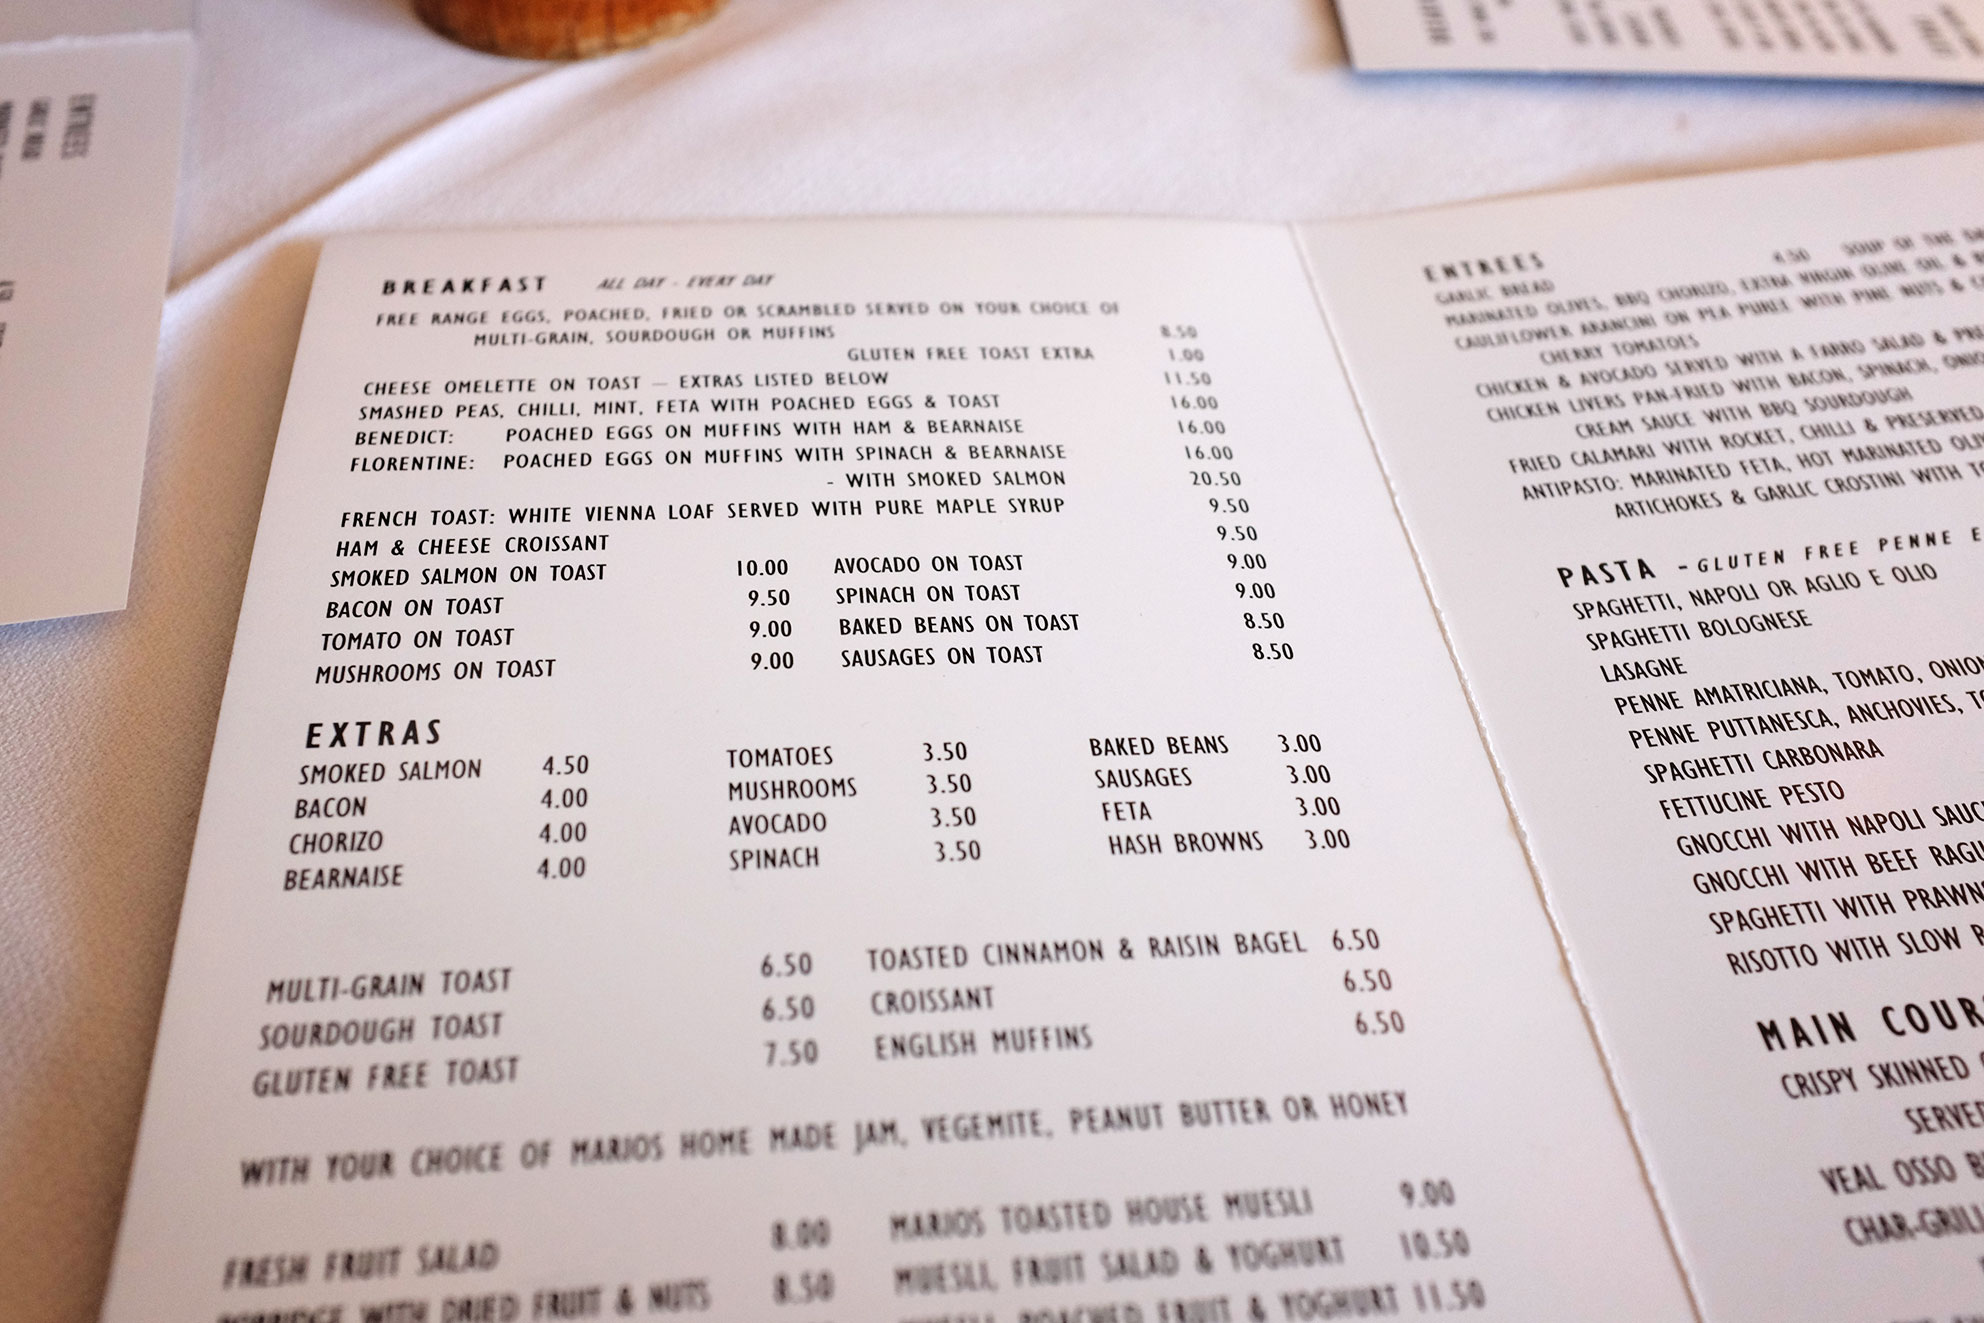 BREAKFAST ALL DAY - EVERY DAY
FREE RANGE EGGS, POACHED, FRIED OR SCRAMBLED SERVED ON YOUR CHOICE OF
MULTI-GRAIN, SOURDOUGH OR MUFFINS 8.50
GLUTEN FREE TOAST EXTRA 1.00
CHEESE OMELETTE ON TOAST — EXTRAS LISTED BELOW 11.50
SMASHED PEAS, CHILLI, MINT, FETA WITH POACHED EGGS & TOAST 16.00
BENEDICT: POACHED EGGS ON MUFFINS WITH HAM & BEARNAISE 16.00
FLORENTINE: POACHED EGGS ON MUFFINS WITH SPINACH & BEARNAISE 16.00
- WITH SMOKED SALMON 20.50
FRENCH TOAST: WHITE VIENNA LOAF SERVED WITH PURE MAPLE SYRUP 9.50
HAM & CHEESE CROISSANT 9.50
SMOKED SALMON ON TOAST 10.00 AVOCADO ON TOAST 9.00
BACON ON TOAST 9.50 SPINACH ON TOAST 9.00
TOMATO ON TOAST 9.00 BAKED BEANS ON TOAST 8.50
MUSHROOMS ON TOAST 9.00 SAUSAGES ON TOAST 8.50
EXTRAS
SMOKED SALMON 4.50 TOMATOES 3.50 BAKED BEANS 3.00
BACON 4.00 MUSHROOMS 3.50 SAUSAGES 3.00
CHORIZO 4.00 AVOCADO 3.50 FETA 3.00
BEARNAISE 4.00 SPINACH 3.50 HASH BROWNS 3.00
MULTI-GRAIN TOAST 6.50 TOASTED CINNAMON & RAISIN BAGEL 6.50
SOURDOUGH TOAST 6.50 CROISSANT 6.50
GLUTEN FREE TOAST 7.50 ENGLISH MUFFINS 6.50
WITH YOUR CHOICE OF MARIOS HOME MADE JAM, VEGEMITE, PEANUT BUTTER OR HONEY
FRESH FRUIT SALAD 8.00 MARIOS TOASTED HOUSE MUESLI 9.00
PORRIDGE WITH DRIED FRUIT & NUTS 8.50 MUESLI, FRUIT SALAD & YOGHURT 10.50
MUESLI, POACHED FRUIT & YOGHURT 11.50
ENTREES
GARLIC BREAD 4.50 SOUP OF THE
MARINATED OLIVES, BBQ CHORIZO, EXTRA VIRGIN OLIVE OIL &
CAULIFLOWER ARANCINI ON PEA PUREE WITH PINE NUTS &
CHERRY TOMATOES
CHICKEN & AVOCADO SERVED WITH A FARRO SALAD &
CHICKEN LIVERS PAN-FRIED WITH BACON, SPINACH,
CREAM SAUCE WITH BBQ SOURDOUGH
FRIED CALAMARI WITH ROCKET, CHILLI & PRESERVED
ANTIPASTO: MARINATED FETA, HOT MARINATED
ARTICHOKES & GARLIC CROSTINI WITH
PASTA - GLUTEN FREE PENNE
SPAGHETTI, NAPOLI OR AGLIO E OLIO
SPAGHETTI BOLOGNESE
LASAGNE
PENNE AMATRICIANA, TOMATO,
PENNE PUTTANESCA, ANCHOVIES,
SPAGHETTI CARBONARA
FETTUCINE PESTO
GNOCCHI WITH NAPOLI
GNOCCHI WITH BEEF
SPAGHETTI WITH
RISOTTO WITH SLOW
MAIN
CRISPY SKINNED
VEAL OSSO
ENTREES